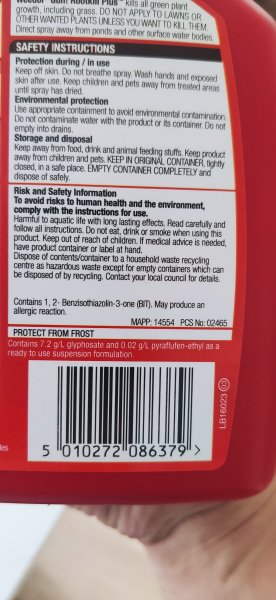 Weedol Gun! Rootkill Plus™ kills all green plant
growth, including grass. DO NOT APPLY TO LAWNS OR
OTHER WANTED PLANTS UNLESS YOU WANT TO KILL THEM.
Direct spray away from ponds and other surface water bodies
SAFETY INSTRUCTIONS
Protection during / in use
Keep off skin. Do not breathe spray. Wash hands and exposed
skin after use. Keep children and pets away from treated areas
until spray has dried.
Environmental protection
Use appropriate containment to avoid environmental contamination.
Do not contaminate water with the product or its container. Do not
empty into drains.
Storage and disposal
Keep away from food, drink and animal feeding stuffs. Keep product
away from children and pets. KEEP IN ORIGINAL CONTAINER, tightly
closed, in a safe place. EMPTY CONTAINER COMPLETELY and
dispose of safely.
Risk and Safety Information
To avoid risks to human health and the environment,
comply with the instructions for use.
Harmful to aquatic life with long lasting effects. Read carefully and
follow all instructions. Do not eat, drink or smoke when using this
product. Keep out of reach of children. If medical advice is needed,
have product container or label at hand.
Dispose of contents/container to a household waste recycling
centre as hazardous waste except for empty containers which can
be disposed of by recycling. Contact your local council for details.
Contains 1, 2- Benzisothiazolin-3-one (BIT). May produce an
allergic reaction.
MAPP: 14554 PCS No: 02465
PROTECT FROM FROST
Contains 7.2 g/L glyphosate and 0.02 g/L pyraflufen-ethyl as a
ready to use suspension formulation.
5 010272 086379 >
LB16023 03